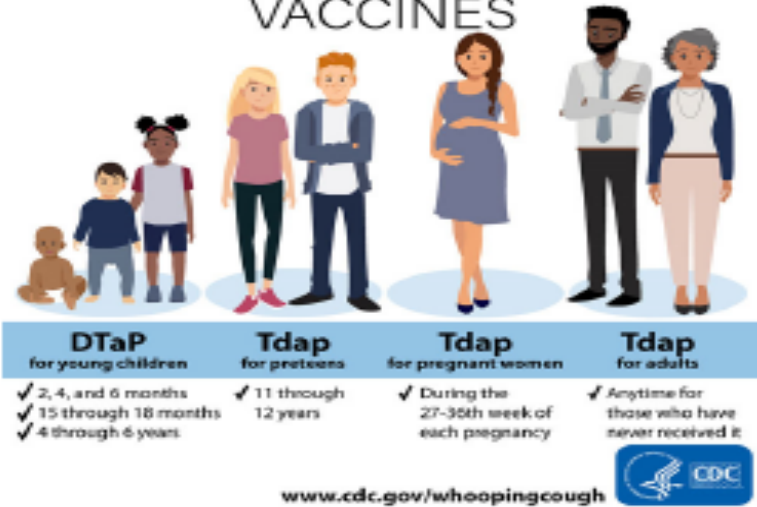 VACCINES
DTaP
for young children
✓ 2, 4, and 6 months
✓ 15 through 18 months
✓ 4 through 6 years
Tdap
for preteens
✓ 11 through
12 years
Tdap
for pregnant women
✓ During the
27-36th week of
each pregnancy
Tdap
for adults
✓ Anytime for
those who have
never received it
www.cdc.gov/whoopingcough
CDC